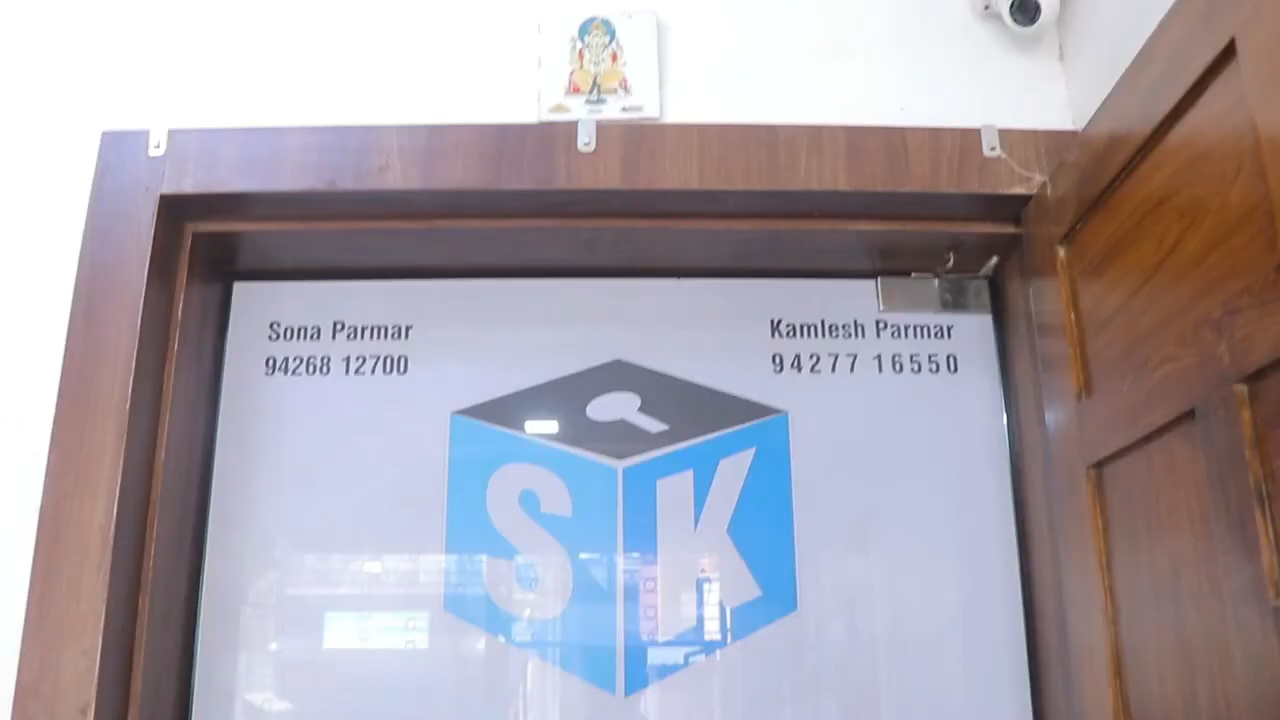 Sona Parmar
94268 12700
Kamlesh Parmar
94277 16550
SK